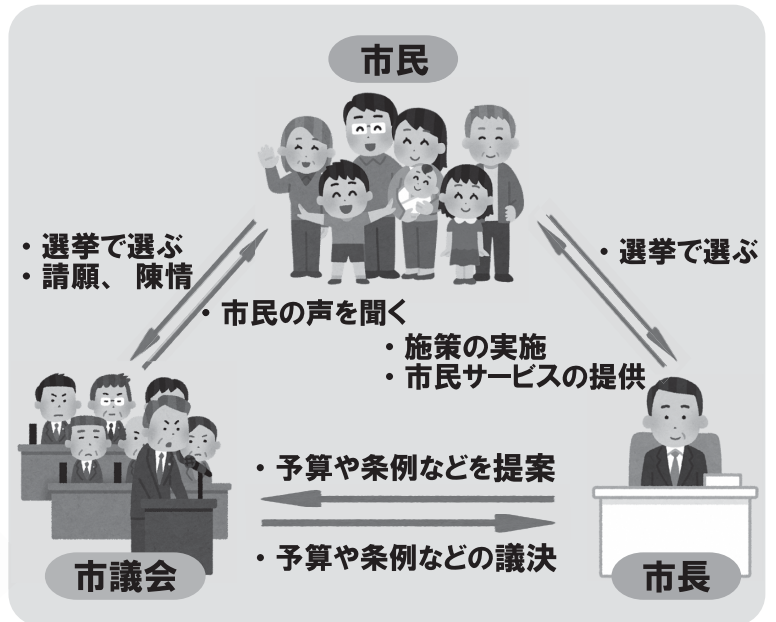 市民
・選挙で選ぶ
・請願、陳情
・選挙で選ぶ
・市民の声を聞く
・施策の実施
・市民サービスの提供
・予算や条例などを提案
・予算や条例などの議決
市議会
市長